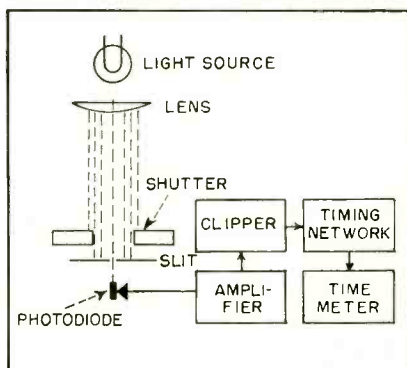 LIGHT SOURCE
LENS
SHUTTER
CLIPPER
TIMING
NETWORK
SLIT
AMPLI-
FIER
TIME
METER
PHOTODIODE